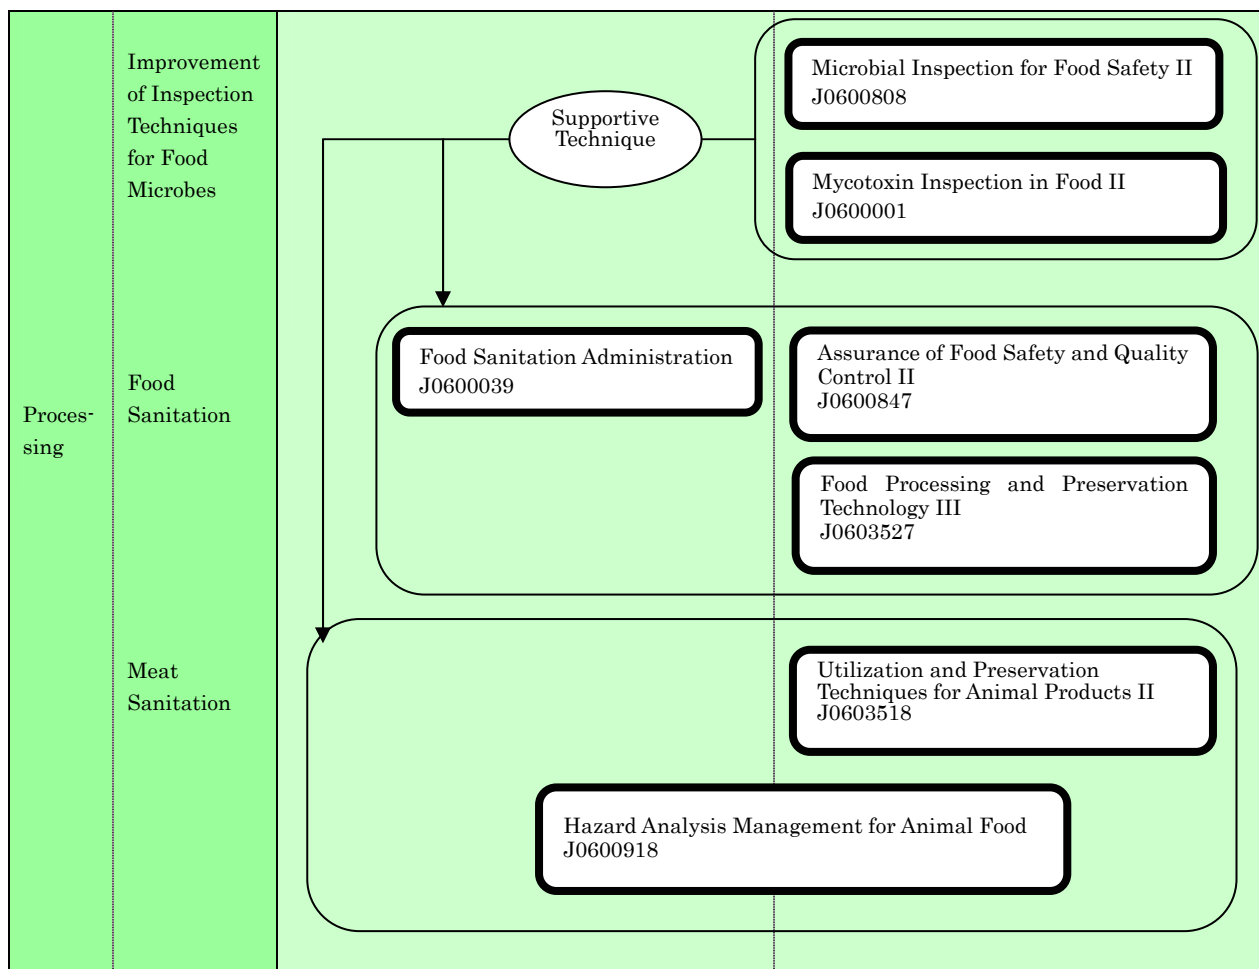 Improvement
of Inspection
Techniques
for Food
Microbes
Supportive
Technique
Microbial Inspection for Food Safety II
J0600808
Mycotoxin Inspection in Food II
J0600001
Proces-
sing
Food
Sanitation
Food Sanitation Administration
J0600039
Assurance of Food Safety and Quality
Control II
J0600847
Food Processing and Preservation
Technology III
J0603527
Meat
Sanitation
Utilization and Preservation
Techniques for Animal Products II
J0603518
Hazard Analysis Management for Animal Food
J0600918